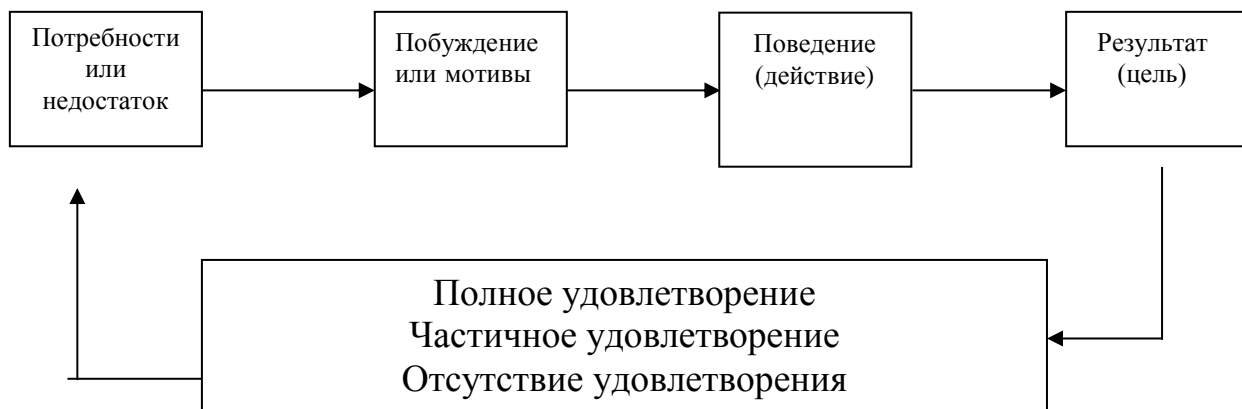 Потребности
или
недостаток
Побуждение
или мотивы
Поведение
(действие)
Результат
(цель)
Полное удовлетворение
Частичное удовлетворение
Отсутствие удовлетворения